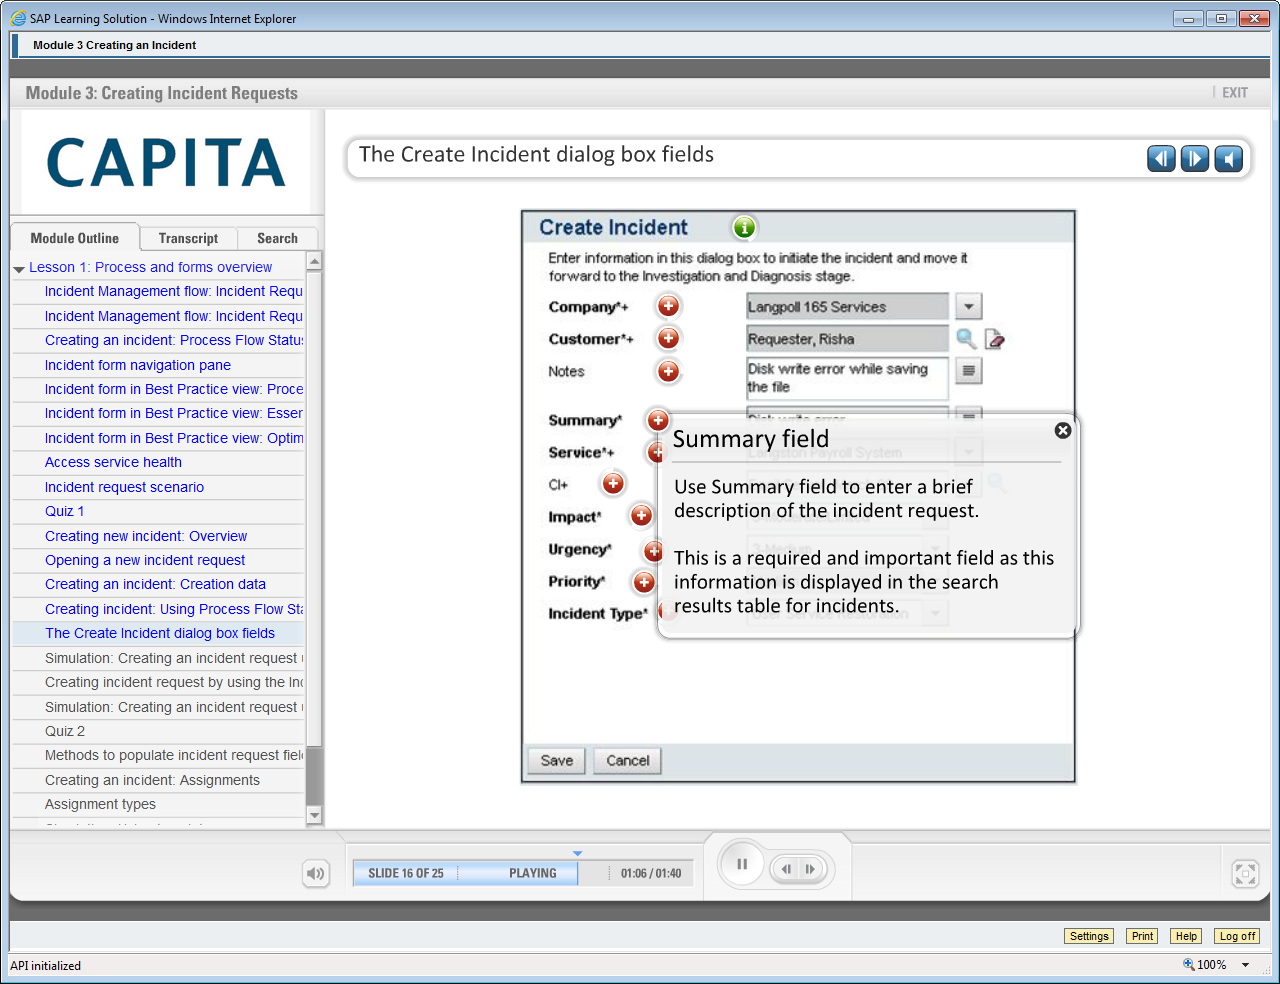 SAP Learning Solution - Windows Internet Explorer
Module 3 Creating an Incident
Module 3: Creating Incident Requests
EXIT
CAPITA
The Create Incident dialog box fields
Module Outline
Transcript
Search
Lesson 1: Process and forms overview
Incident Management flow: Incident Requ
Incident Management flow: Incident Requ
Creating an incident: Process Flow Status
Incident form navigation pane
Incident form in Best Practice view: Proce
Incident form in Best Practice view: Esser
Incident form in Best Practice view: Optim
Access service health
Incident request scenario
Quiz 1
Creating new incident: Overview
Opening a new incident request
Creating an incident: Creation data
Creating incident: Using Process Flow Sta
The Create Incident dialog box fields
Simulation: Creating an incident request u
Creating incident request by using the Inc
Simulation: Creating an incident request u
Quiz 2
Methods to populate incident request fiel
Creating an incident: Assignments
Assignment types
Create Incident
Enter information in this dialog box to initiate the incident and move it
forward to the Investigation and Diagnosis stage.
Company*+
Langpoll 165 Services
Customer*+
Requester, Risha
Notes
Disk write error while saving
the file
Summary*
Disk write error
Service*+
Langston Payroll System
CI+
Impact*
Urgency*
Priority*
Incident Type*
User Service Restoration
Summary field
Use Summary field to enter a brief
description of the incident request.
This is a required and important field as this
information is displayed in the search
results table for incidents.
Save
Cancel
SLIDE 16 OF 25
PLAYING
01:06 / 01:40
Settings
Print
Help
Log off
API initialized
100%